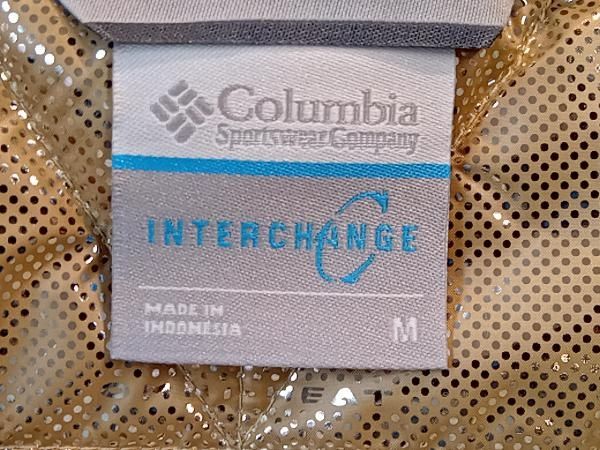 Columbia
Sportswear Company
INTERCHANGE
MADE IN
INDONESIA
M